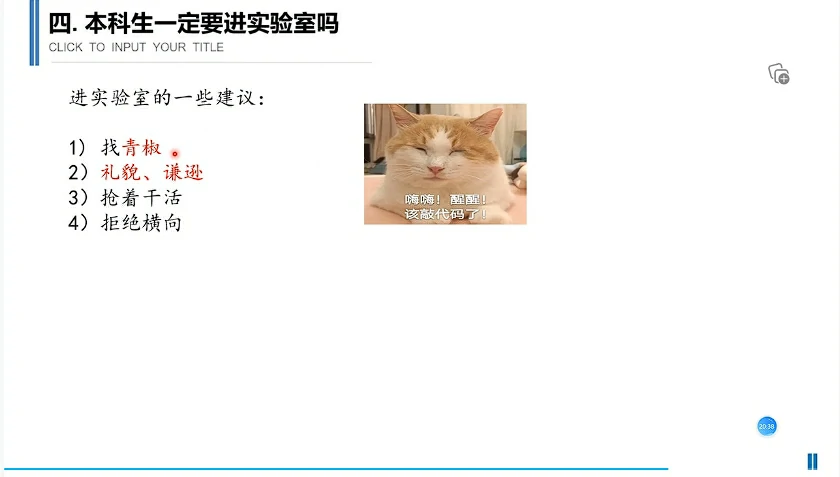 四. 本科生一定要进实验室吗
CLICK TO INPUT YOUR TITLE
进实验室的一些建议：
1）找青椒
2）礼貌、谦逊
3）抢着干活
4）拒绝横向
嗨嗨！醒醒！
该敲代码了！
20:38